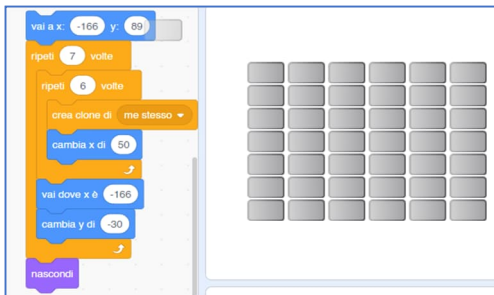 vai a x: -166 y: 89
ripeti 7 volte
ripeti 6 volte
crea clone di me stesso
cambia x di 50
vai dove x è -166
cambia y di -30
nascondi